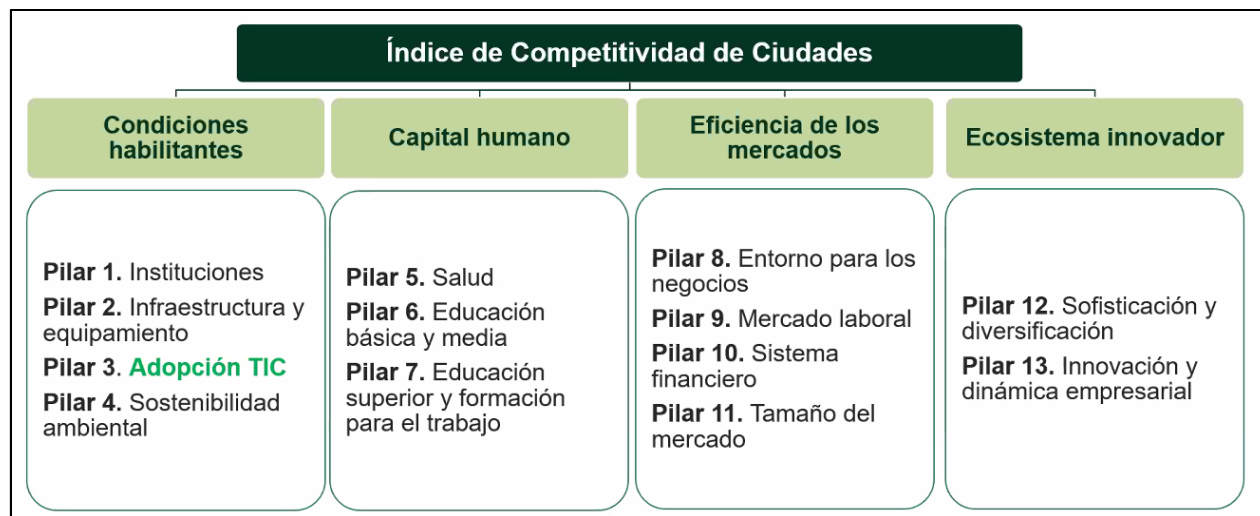 Índice de Competitividad de Ciudades
Condiciones
habilitantes
Capital humano
Eficiencia de los
mercados
Ecosistema innovador
Pilar 1. Instituciones
Pilar 2. Infraestructura y
equipamiento
Pilar 3. Adopción TIC
Pilar 4. Sostenibilidad
ambiental
Pilar 5. Salud
Pilar 6. Educación
básica y media
Pilar 7. Educación
superior y formación
para el trabajo
Pilar 8. Entorno para los
negocios
Pilar 9. Mercado laboral
Pilar 10. Sistema
financiero
Pilar 11. Tamaño del
mercado
Pilar 12. Sofisticación y
diversificación
Pilar 13. Innovación y
dinámica empresarial